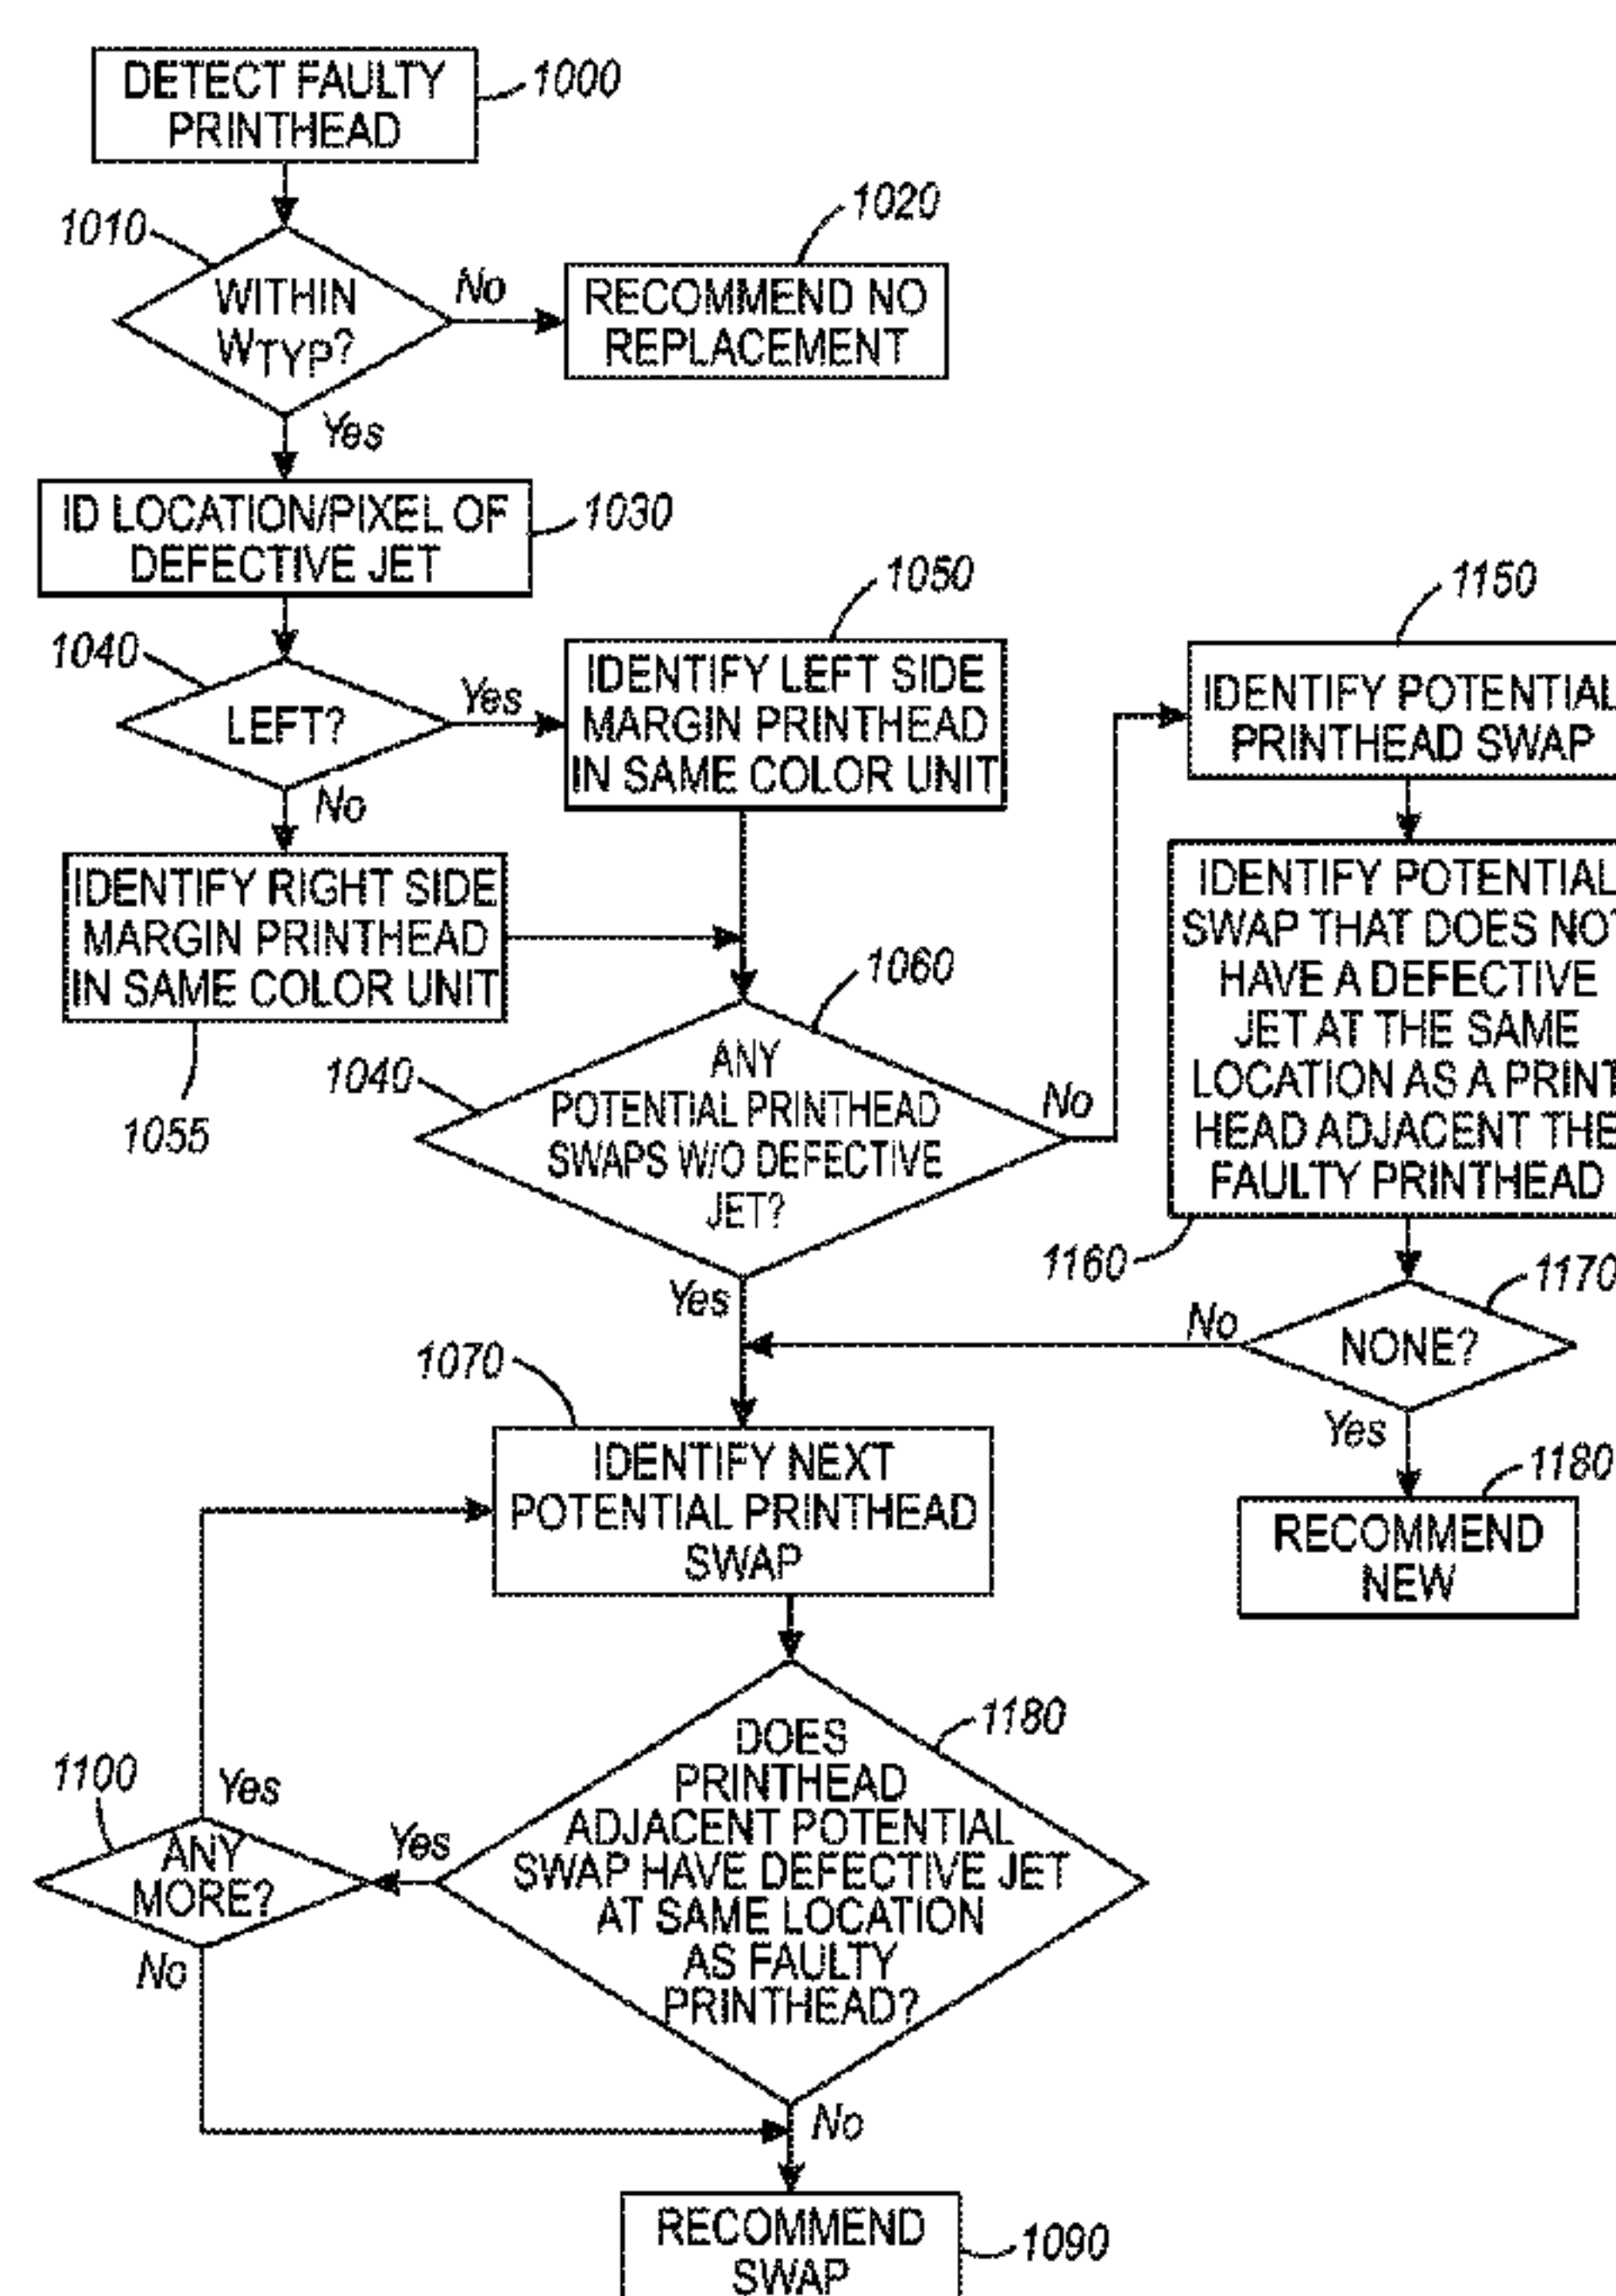 DETECT FAULTY
PRINTHEAD
1000
1010
WITHIN
WTYP?
No
1020
RECOMMEND NO
REPLACEMENT
Yes
ID LOCATION/PIXEL OF
DEFECTIVE JET
1030
1040
LEFT?
Yes
1050
IDENTIFY LEFT SIDE
MARGIN PRINTHEAD
IN SAME COLOR UNIT
No
IDENTIFY RIGHT SIDE
MARGIN PRINTHEAD
IN SAME COLOR UNIT
1055
1060
1040
ANY
POTENTIAL PRINTHEAD
SWAPS W/O DEFECTIVE
JET?
No
Yes
1150
IDENTIFY POTENTIAL
PRINTHEAD SWAP
IDENTIFY POTENTIAL
SWAP THAT DOES NOT
HAVE A DEFECTIVE
JET AT THE SAME
LOCATION AS A PRINT
HEAD ADJACENT THE
FAULTY PRINTHEAD
1160
1170
NONE?
No
Yes
1180
RECOMMEND
NEW
1070
IDENTIFY NEXT
POTENTIAL PRINTHEAD
SWAP
1180
DOES
PRINTHEAD
ADJACENT POTENTIAL
SWAP HAVE DEFECTIVE JET
AT SAME LOCATION
AS FAULTY
PRINTHEAD?
Yes
1100
ANY
MORE?
Yes
No
No
RECOMMEND
SWAP
1090